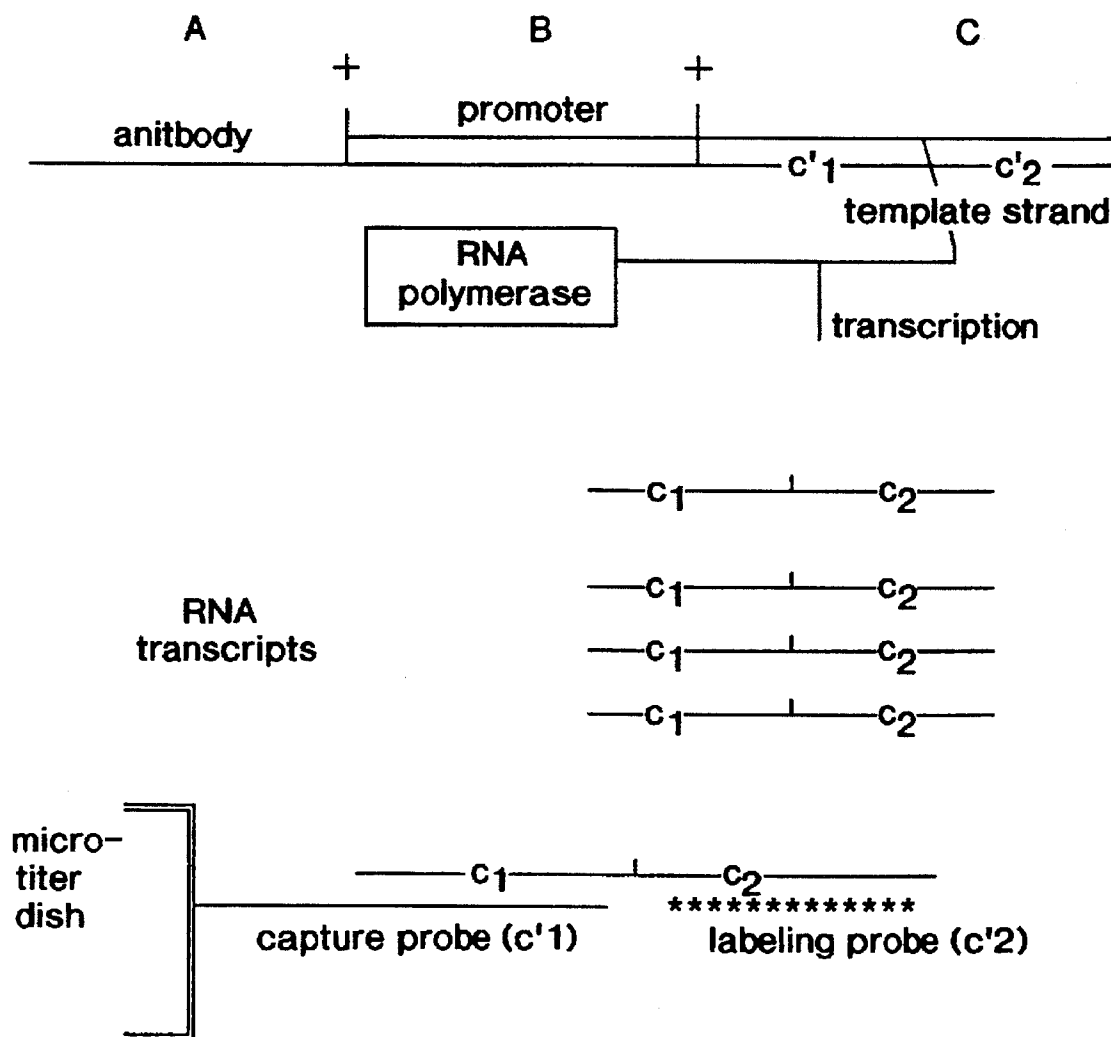 A B C
+ +
promoter
anitbody
c'1 c'2
template strand
RNA
polymerase
transcription
c1 c2
c1 c2
RNA
transcripts
c1 c2
c1 c2
micro-
titer
dish
c1 c2
************
capture probe (c'1) labeling probe (c'2)